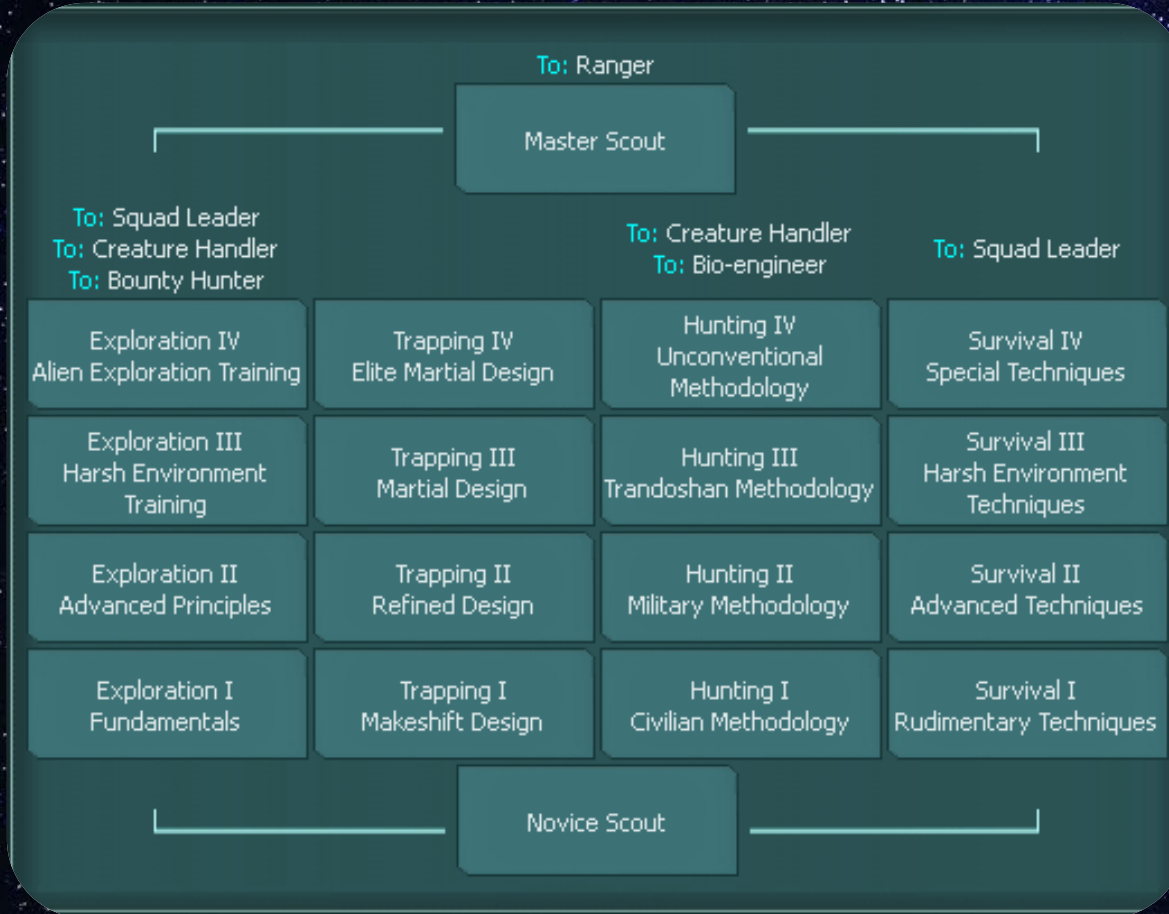 To: Ranger
Master Scout
To: Squad Leader
To: Creature Handler
To: Bounty Hunter
To: Creature Handler
To: Bio-engineer
To: Squad Leader
Exploration IV
Alien Exploration Training
Trapping IV
Elite Martial Design
Hunting IV
Unconventional
Methodology
Survival IV
Special Techniques
Exploration III
Harsh Environment
Training
Trapping III
Martial Design
Hunting III
Trandoshan Methodology
Survival III
Harsh Environment
Techniques
Exploration II
Advanced Principles
Trapping II
Refined Design
Hunting II
Military Methodology
Survival II
Advanced Techniques
Exploration I
Fundamentals
Trapping I
Makeshift Design
Hunting I
Civilian Methodology
Survival I
Rudimentary Techniques
Novice Scout